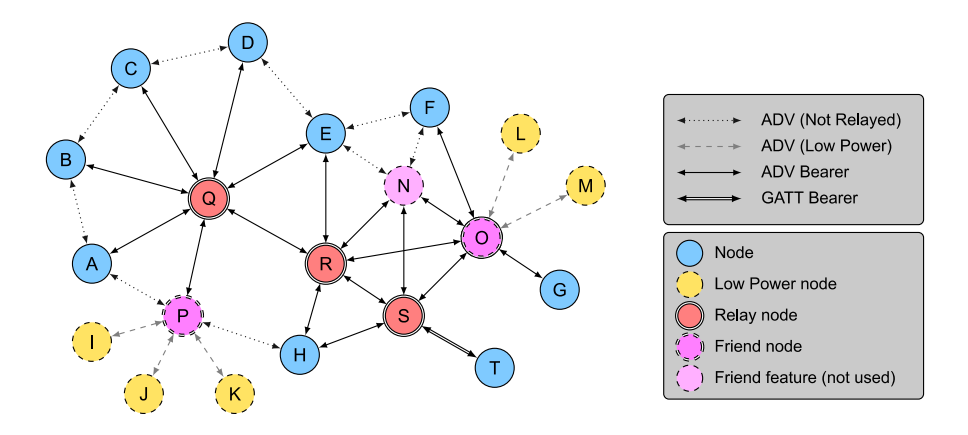 D
C
F
L
E
B
M
N
Q
O
A
R
G
P
S
I
H
T
J
K
ADV (Not Relayed)
ADV (Low Power)
ADV Bearer
GATT Bearer
Node
Low Power node
Relay node
Friend node
Friend feature (not used)